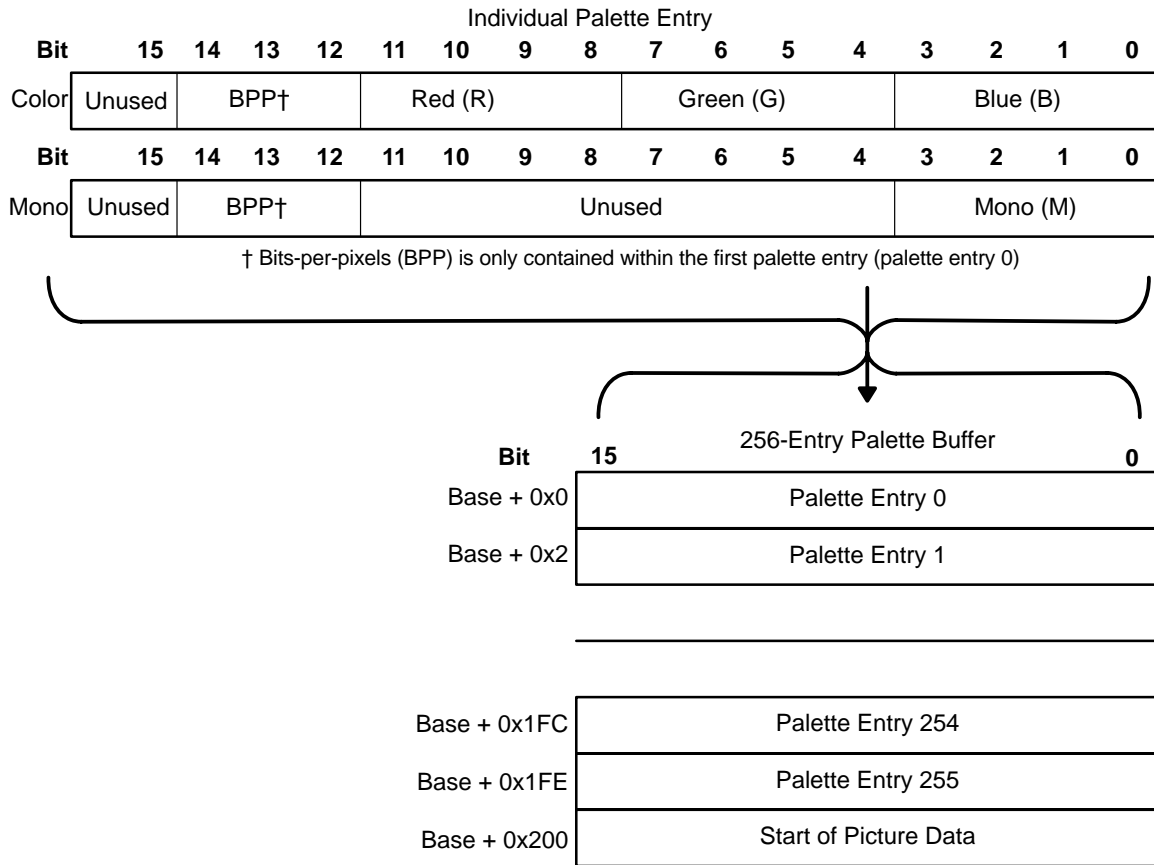 Individual Palette Entry
Bit 15 14 13 12 11 10 9 8 7 6 5 4 3 2 1 0
Color Unused BPP† Red (R) Green (G) Blue (B)
Bit 15 14 13 12 11 10 9 8 7 6 5 4 3 2 1 0
Mono Unused BPP† Unused Mono (M)
† Bits-per-pixels (BPP) is only contained within the first palette entry (palette entry 0)
256-Entry Palette Buffer
Bit 15 0
Base + 0x0 Palette Entry 0
Base + 0x2 Palette Entry 1
Base + 0x1FC Palette Entry 254
Base + 0x1FE Palette Entry 255
Base + 0x200 Start of Picture Data